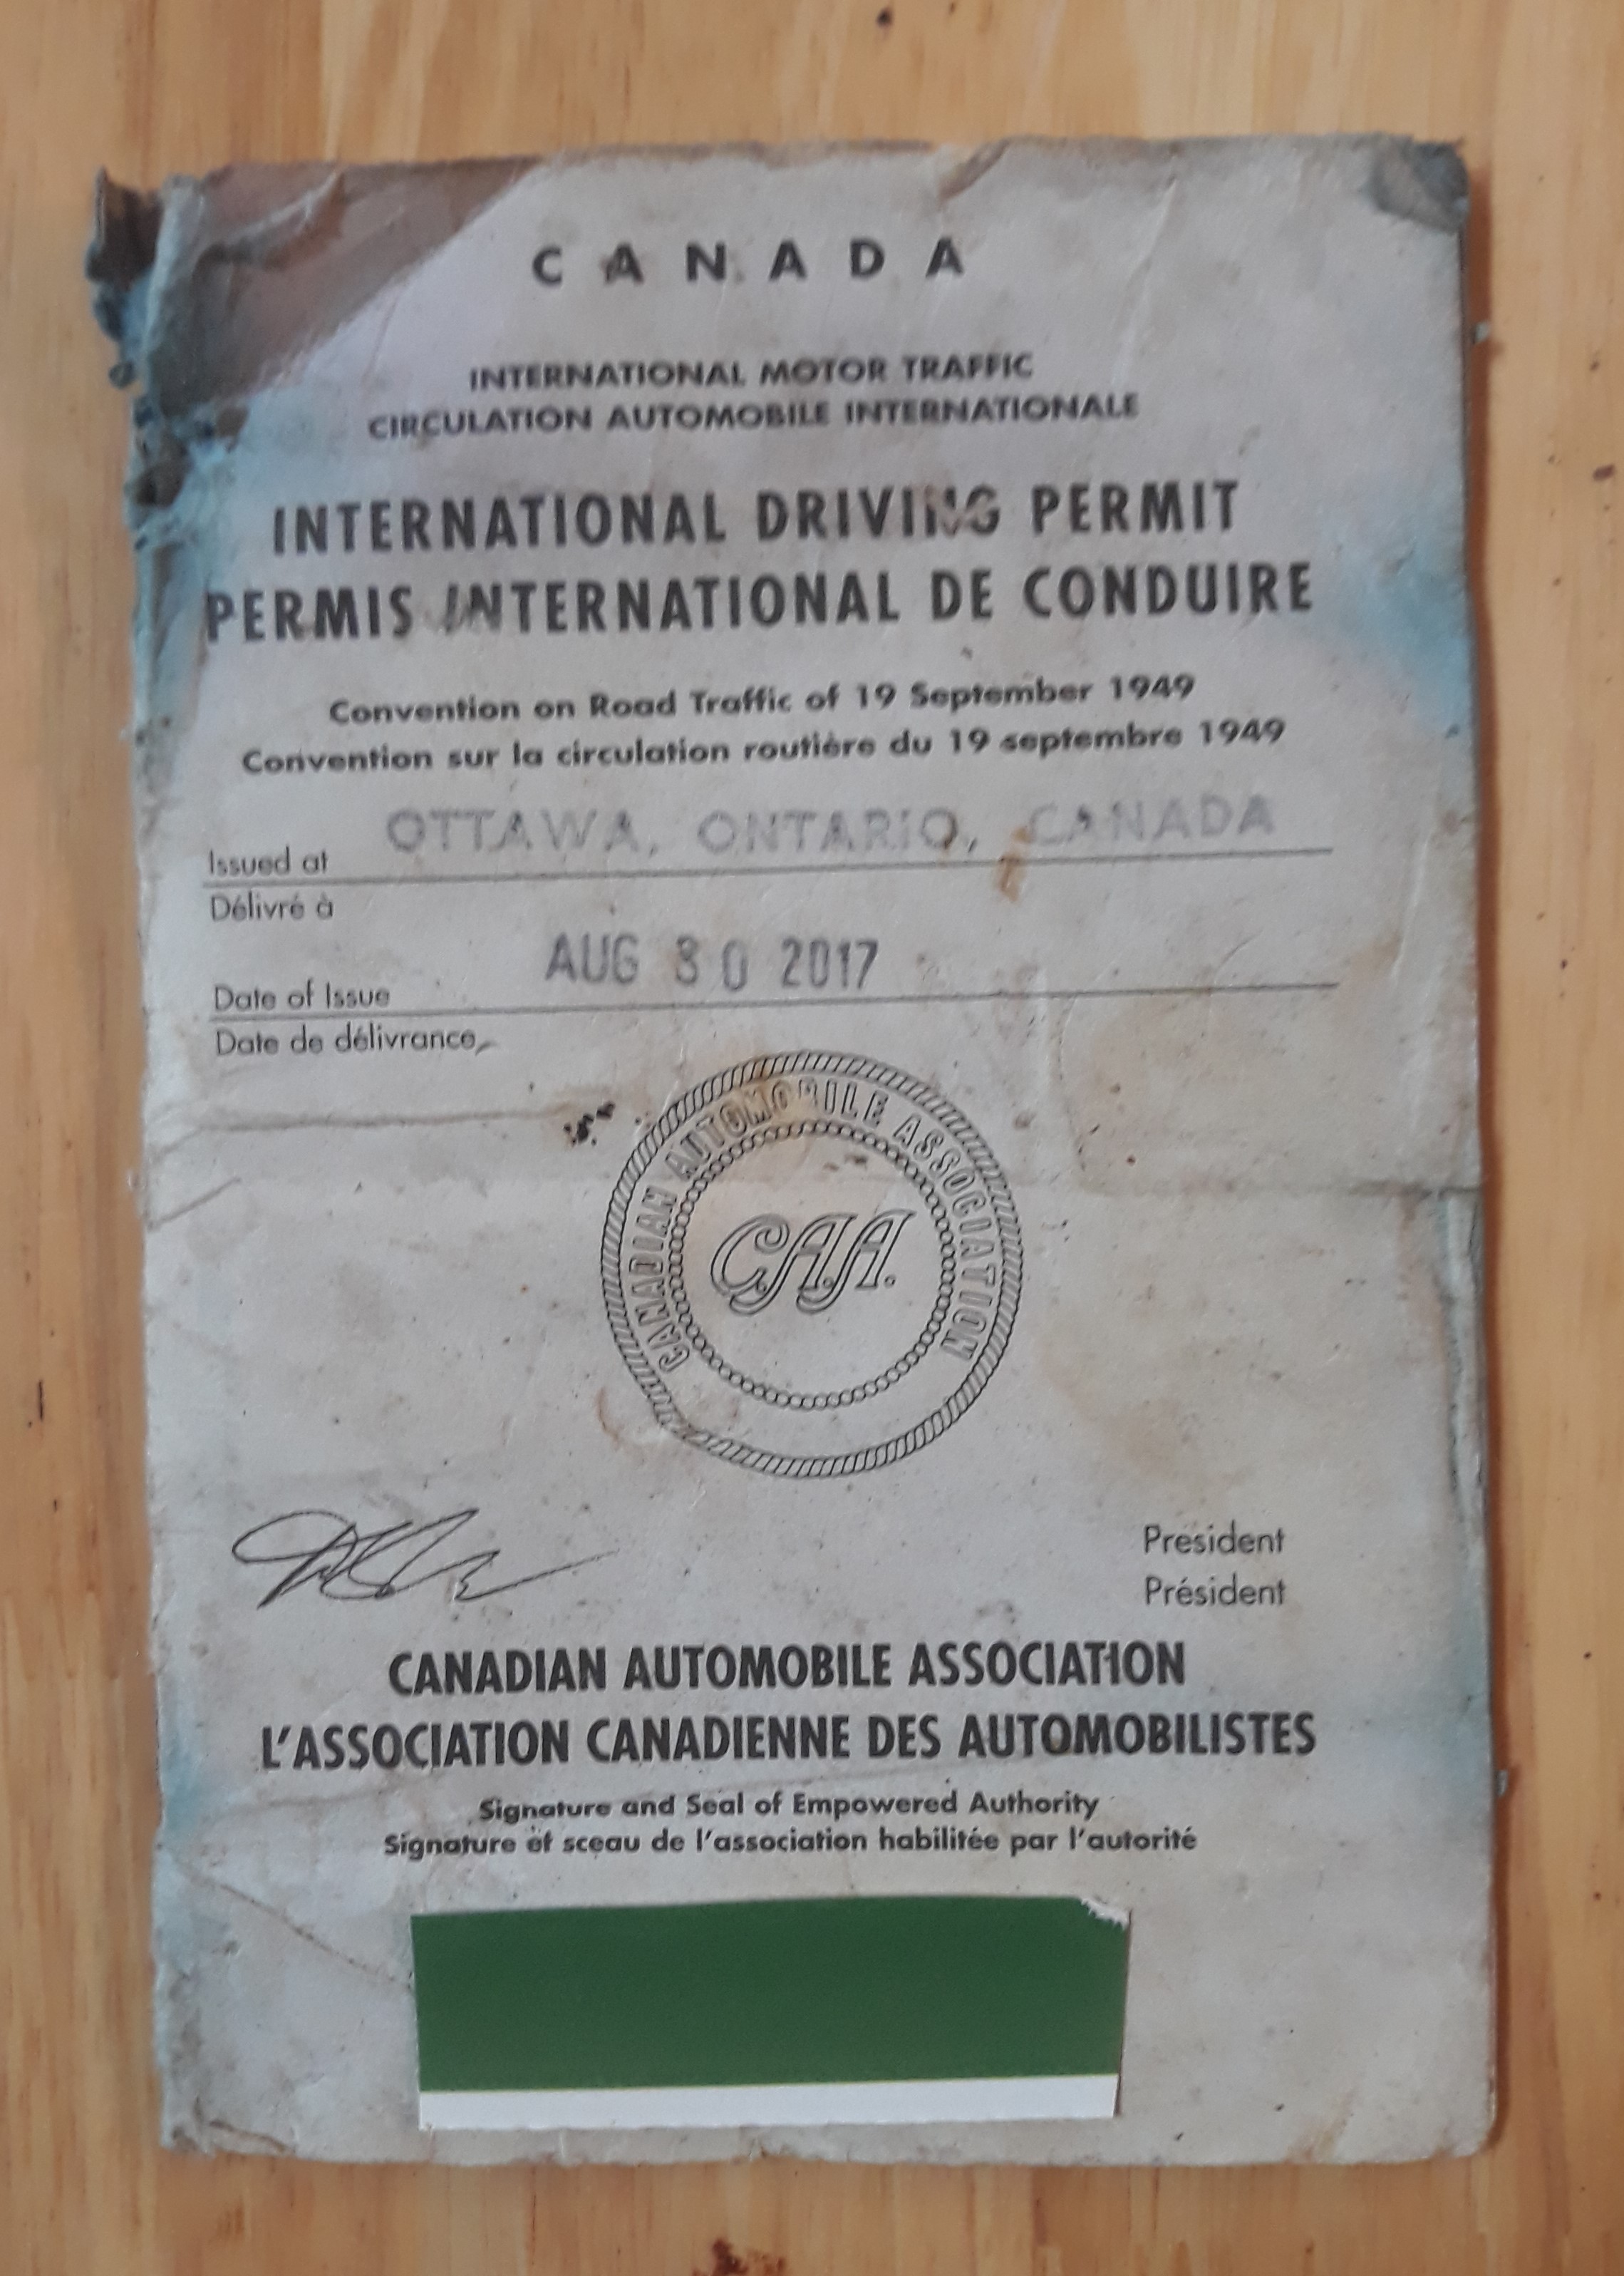 CANADA
INTERNATIONAL MOTOR TRAFFIC
CIRCULATION AUTOMOBILE INTERNATIONALE
INTERNATIONAL DRIVING PERMIT
PERMIS INTERNATIONAL DE CONDUIRE
Convention on Road Traffic of 19 September 1949
Convention sur la circulation routière du 19 septembre 1949
Issued at OTTAWA, ONTARIO, CANADA
Délivré à
Date of Issue AUG 30 2017
Date de délivrance
CANADIAN AUTOMOBILE ASSOCIATION
C.A.A.
President
Président
CANADIAN AUTOMOBILE ASSOCIATION
L'ASSOCIATION CANADIENNE DES AUTOMOBILISTES
Signature and Seal of Empowered Authority
Signature et sceau de l'association habilitée par l'autorité